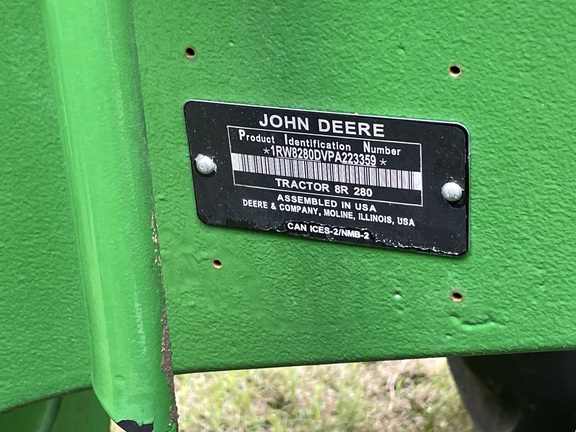 JOHN DEERE
Product Identification Number
*1RW8280DVPA223359*
TRACTOR 8R 280
ASSEMBLED IN USA
DEERE & COMPANY, MOLINE, ILLINOIS, USA
CAN ICES-2/NMB-2